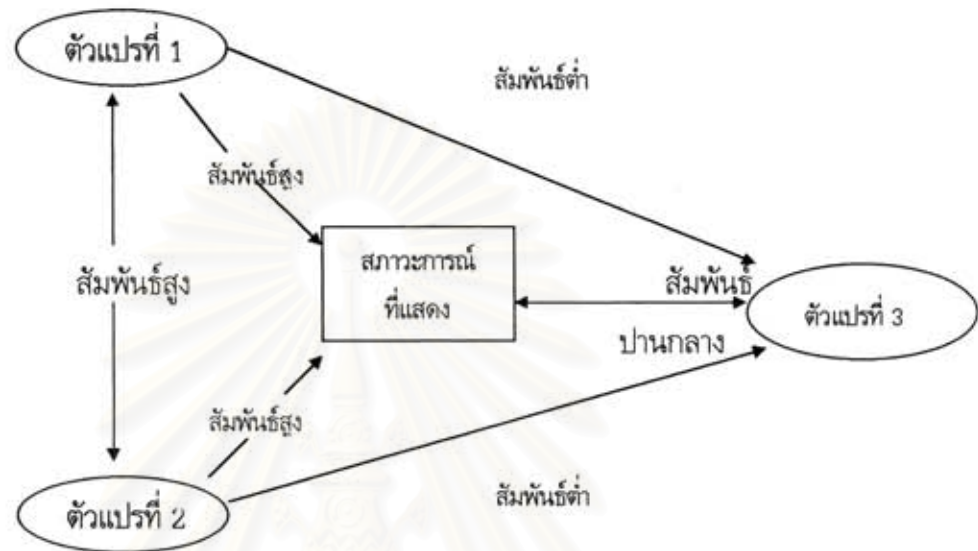 ตัวแปรที่ 1
สัมพันธ์ต่ำ
สัมพันธ์สูง
สภาวะการณ์
ที่แสดง
สัมพันธ์สูง
สัมพันธ์
ตัวแปรที่ 3
ปานกลาง
สัมพันธ์สูง
สัมพันธ์ต่ำ
ตัวแปรที่ 2